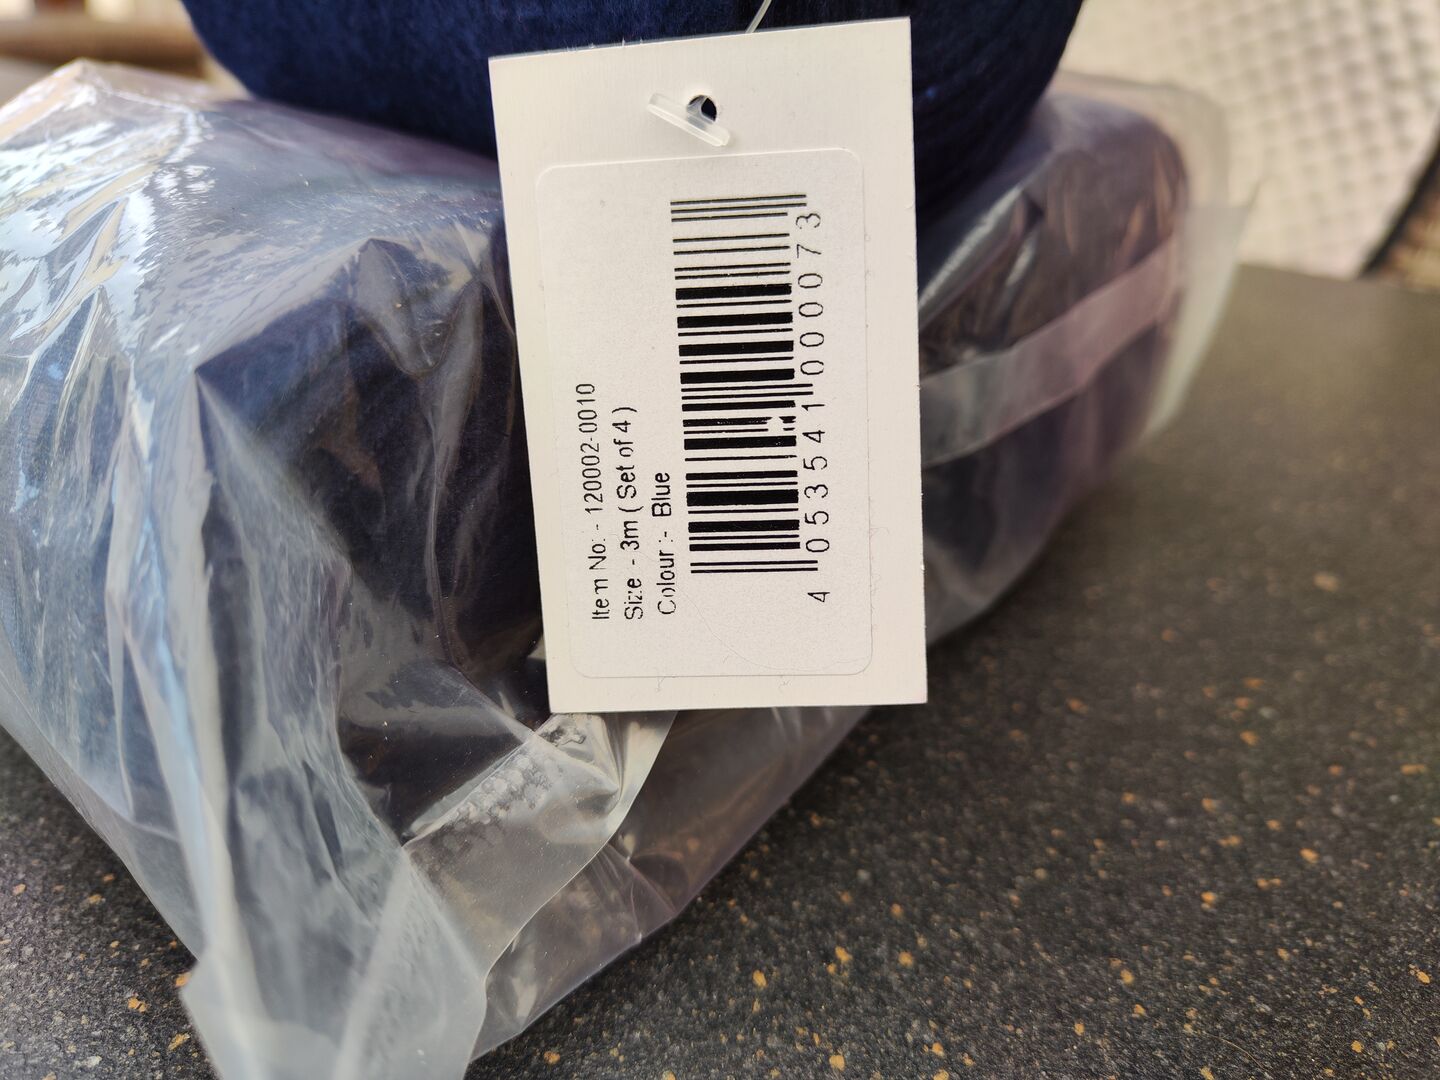 Item No: - 120002-0010
Size - 3m ( Set of 4 )
Colour :- Blue
4 053541 000073